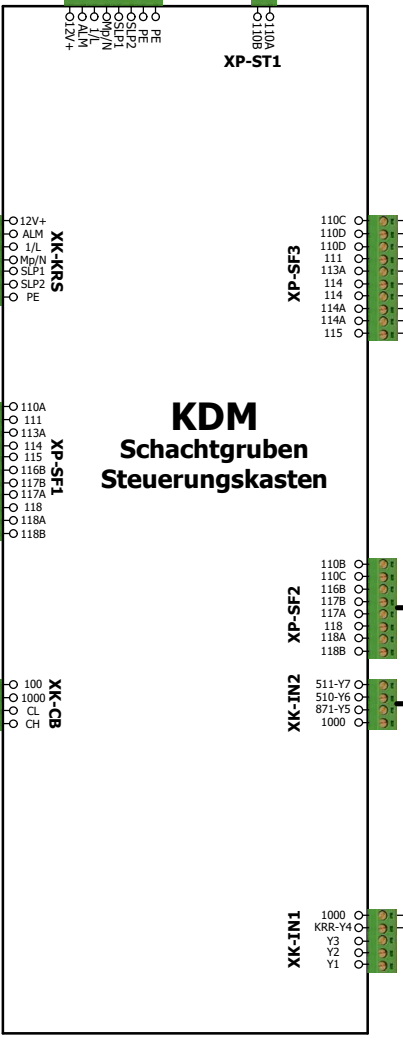 12V+
ALM
1/L
Mp/N
SLP1
SLP2
PE
PE
110B
110A
XP-ST1
XK-KRS
12V+
ALM
1/L
Mp/N
SLP1
SLP2
PE
XP-SF3
110C
110D
110D
111
113A
114
114
114A
114A
115
KDM
Schachtgruben
Steuerungskasten
XP-SF1
110A
111
113A
114
115
116B
117B
117A
118
118A
118B
XP-SF2
110B
110C
116B
117B
117A
118
118A
118B
XK-CB
100
1000
CL
CH
XK-IN2
511-Y7
510-Y6
871-Y5
1000
XK-IN1
1000
KRR-Y4
Y3
Y2
Y1